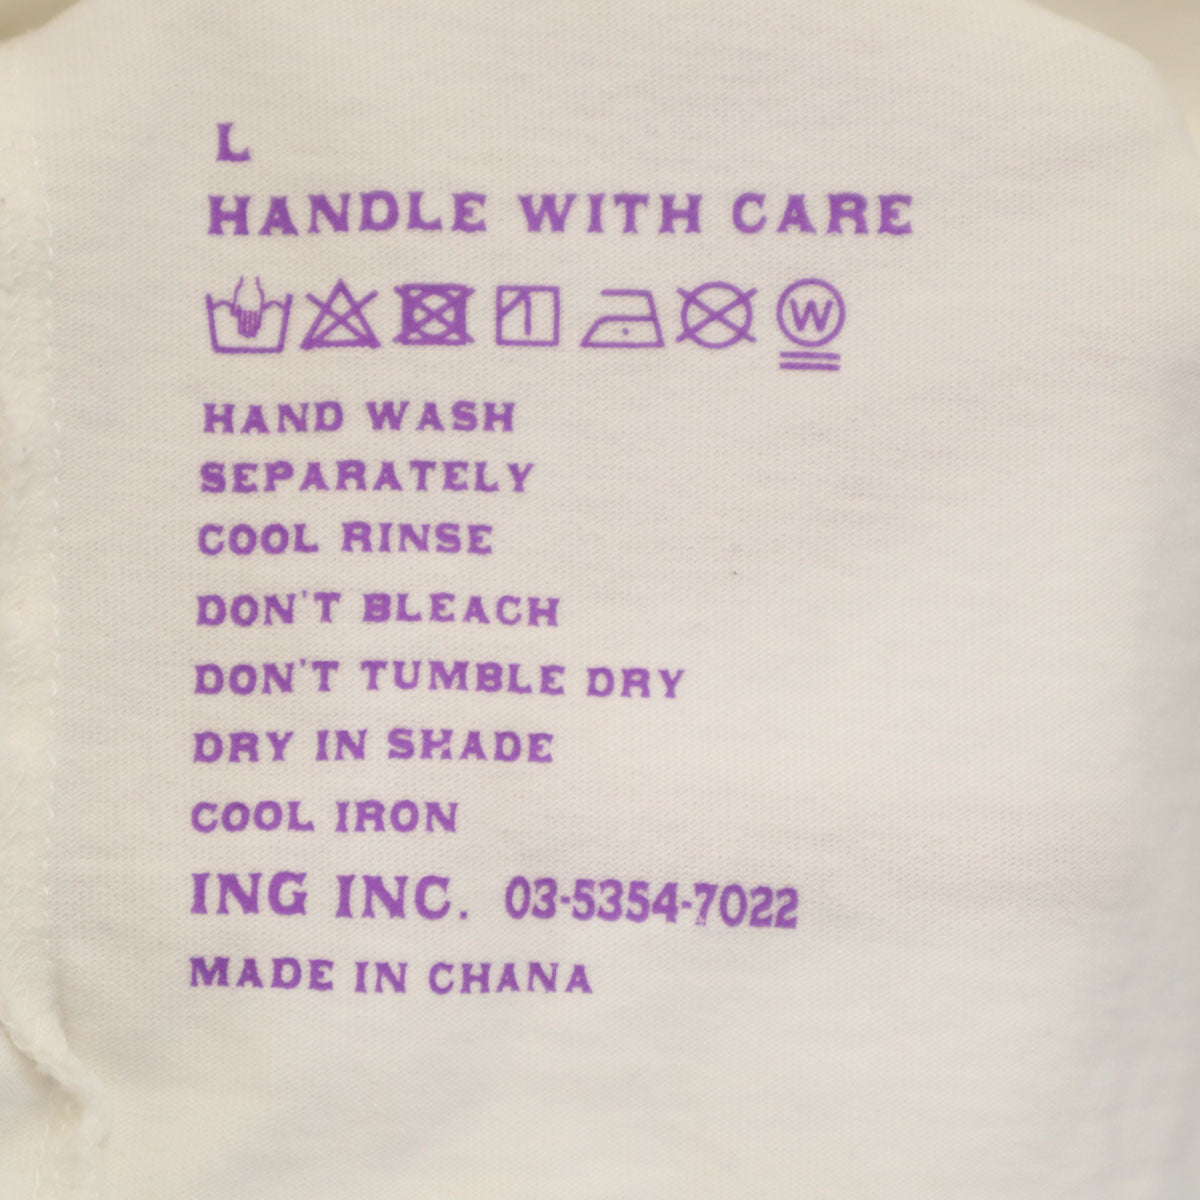 L
HANDLE WITH CARE
W
HAND WASH
SEPARATELY
COOL RINSE
DON'T BLEACH
DON'T TUMBLE DRY
DRY IN SHADE
COOL IRON
ING INC. 03-5354-7022
MADE IN CHANA